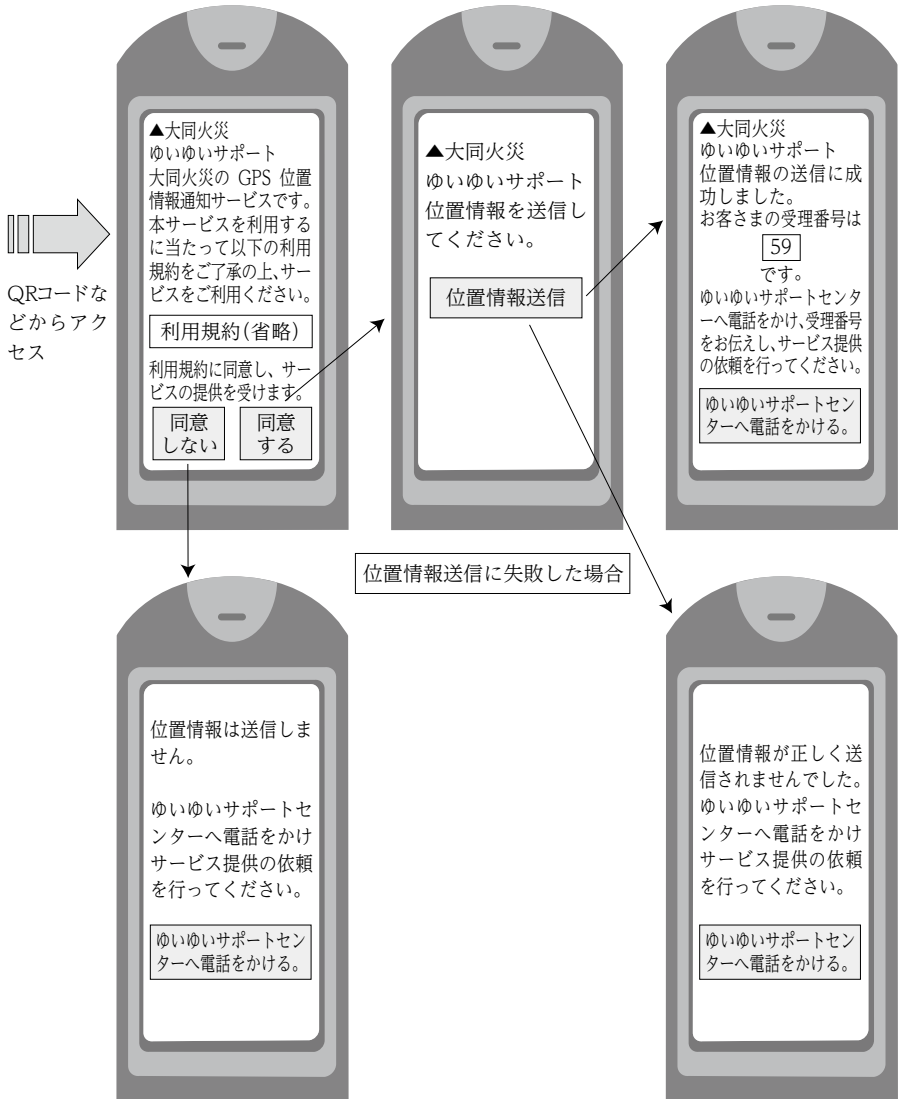 QRコードな
どからアク
セス
▲大同火災
ゆいゆいサポート
大同火災の GPS 位置
情報通知サービスです。
本サービスを利用する
に当たって以下の利用
規約をご了承の上、サー
ビスをご利用ください。
利用規約(省略)
利用規約に同意し、サー
ビスの提供を受けます。
同意
しない
同意
する
▲大同火災
ゆいゆいサポート
位置情報を送信し
てください。
位置情報送信
▲大同火災
ゆいゆいサポート
位置情報の送信に成
功しました。
お客さまの受理番号は
59
です。
ゆいゆいサポートセンタ
ーへ電話をかけ、受理番号
をお伝えし、サービス提供
の依頼を行ってください。
ゆいゆいサポートセン
ターへ電話をかける。
位置情報送信に失敗した場合
位置情報は送信しま
せん。
ゆいゆいサポートセ
ンターへ電話をかけ
サービス提供の依頼
を行ってください。
ゆいゆいサポートセン
ターへ電話をかける。
位置情報が正しく送
信されませんでした。
ゆいゆいサポートセ
ンターへ電話をかけ
サービス提供の依頼
を行ってください。
ゆいゆいサポートセン
ターへ電話をかける。